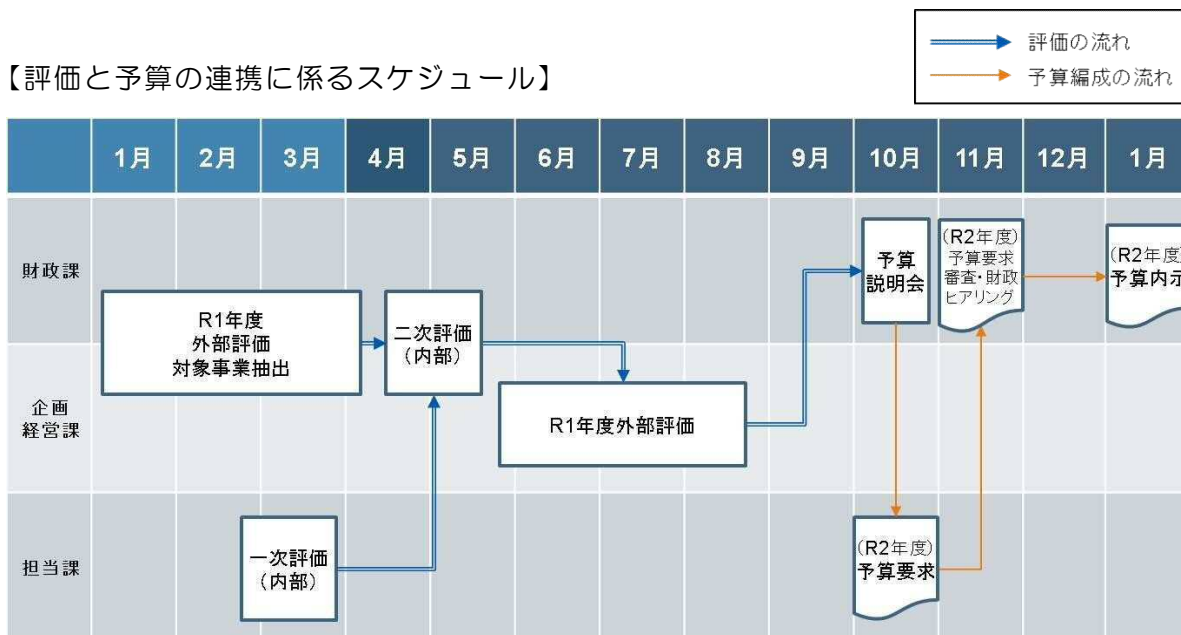 評価の流れ
予算編成の流れ
【評価と予算の連携に係るスケジュール】
1月 2月 3月 4月 5月 6月 7月 8月 9月 10月 11月 12月 1月
財政課
R1年度
外部評価
対象事業抽出
二次評価
(内部)
予算
説明会
(R2年度)
予算要求
審査・財政
ヒアリング
(R2年度)
予算内示
企画
経営課
R1年度外部評価
担当課
一次評価
(内部)
(R2年度)
予算要求